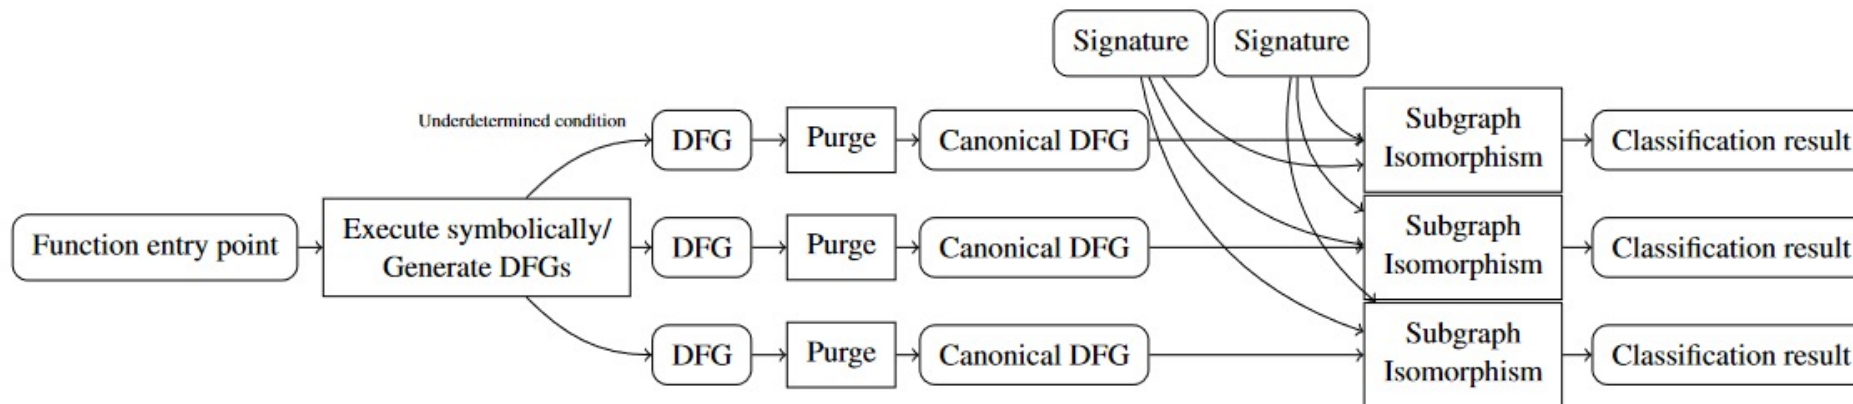 Signature
Signature
Underdetermined condition
DFG
Purge
Canonical DFG
Subgraph
Isomorphism
Classification result
Function entry point
Execute symbolically/
Generate DFGs
DFG
Purge
Canonical DFG
Subgraph
Isomorphism
Classification result
DFG
Purge
Canonical DFG
Subgraph
Isomorphism
Classification result